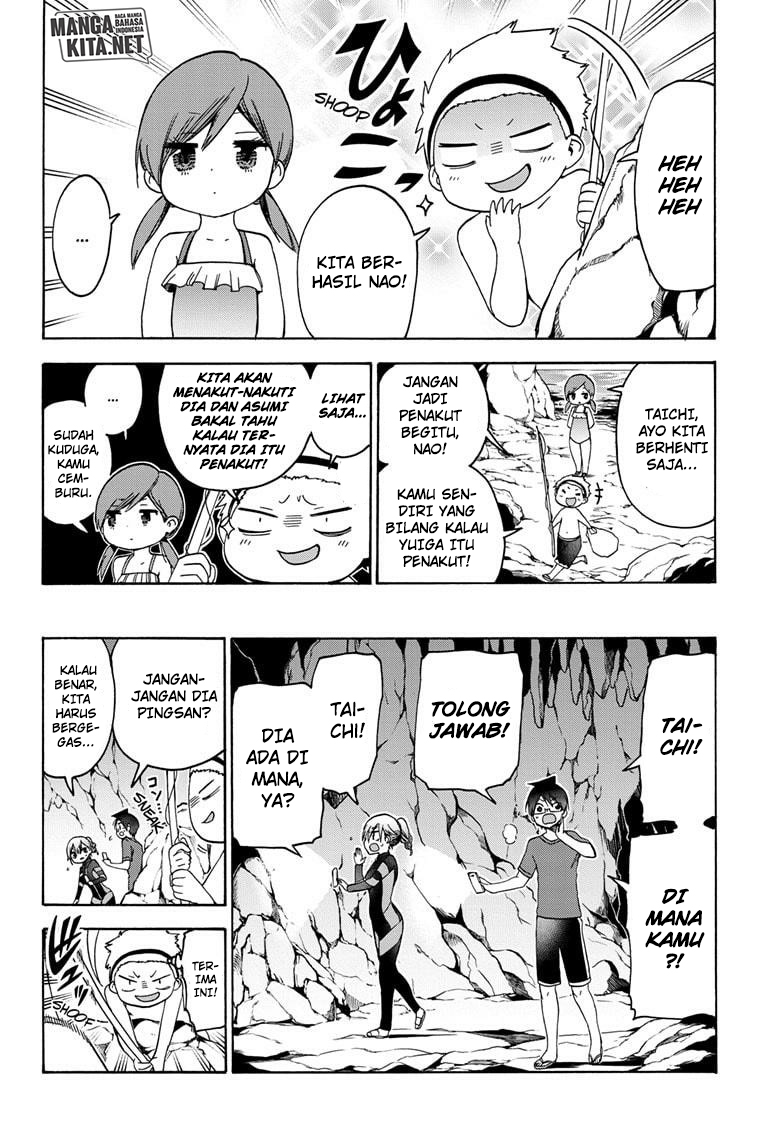 MANGA
KITA.NET
BACA MANGA
BAHASA
INDONESIA
HEH
HEH
HEH
ひょこっ
SHOOP
KITA BER-
HASIL NAO!
...
TAICHI,
AYO KITA
BERHENTI
SAJA...
JANGAN
JADI
PENAKUT
BEGITU,
NAO!
KAMU SEN-
DIRI YANG
BILANG KALAU
YUIGA ITU
PENAKUT!
LIHAT
SAJA...
KITA AKAN
MENAKUT-NAKUTI
DIA DAN ASUMI
BAKAL TAHU
KALAU TER-
NYATA DIA ITU
PENAKUT!
...
SUDAH
KUDUGA,
KAMU
CEM-
BURU.
TAI-
CHI!
DI
MANA
KAMU
?!
TOLONG
JAWAB!
TAI-
CHI!
DIA
ADA DI
MANA,
YA?
JANGAN-
JANGAN DIA
PINGSAN?
KALAU
BENAR,
KITA
HARUS
BERGE-
GAS...
コソ...
SNEAK
TER-
IMA
INI!
SHOOF